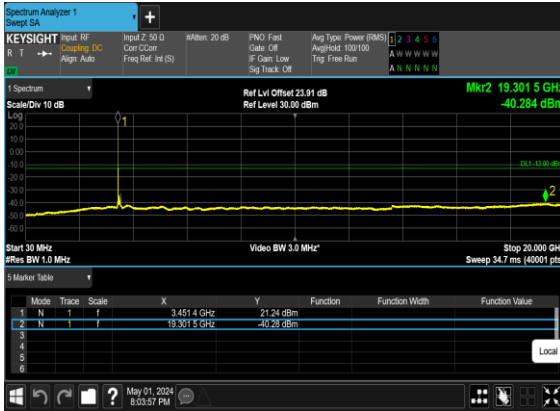 Spectrum Analyzer 1
Swept SA
+
KEYSIGHT Input: RF Input Z: 50 Ω #Atten: 20 dB PNO: Fast Avg Type: Power (RMS) 1 2 3 4 5 6
R T Coupling: DC Corr CCorr Gate: Off Avg|Hold: 100/100 A W W W W W
Align: Auto Freq Ref: Int (S) IF Gain: Low Trig: Free Run
Sig Track: Off A N N N N N
1 Spectrum Ref Lvl Offset 23.91 dB Mkr2 19.301 5 GHz
Scale/Div 10 dB Ref Level 30.00 dBm -40.284 dBm
Log
20.0
10.0
0.00
-10.0
DL1 -13.00 dBm
-20.0
-30.0
-40.0
-50.0
-60.0
1
2
Start 30 MHz Video BW 3.0 MHz* Stop 20.000 GH
#Res BW 1.0 MHz Sweep 34.7 ms (40001 pts
5 Marker Table
Mode Trace Scale X Y Function Function Width Function Value
1 N 1 f 3.451 4 GHz 21.24 dBm
2 N 1 f 19.301 5 GHz -40.28 dBm
3
4
5
6
Local
? May 01, 2024
8:03:57 PM